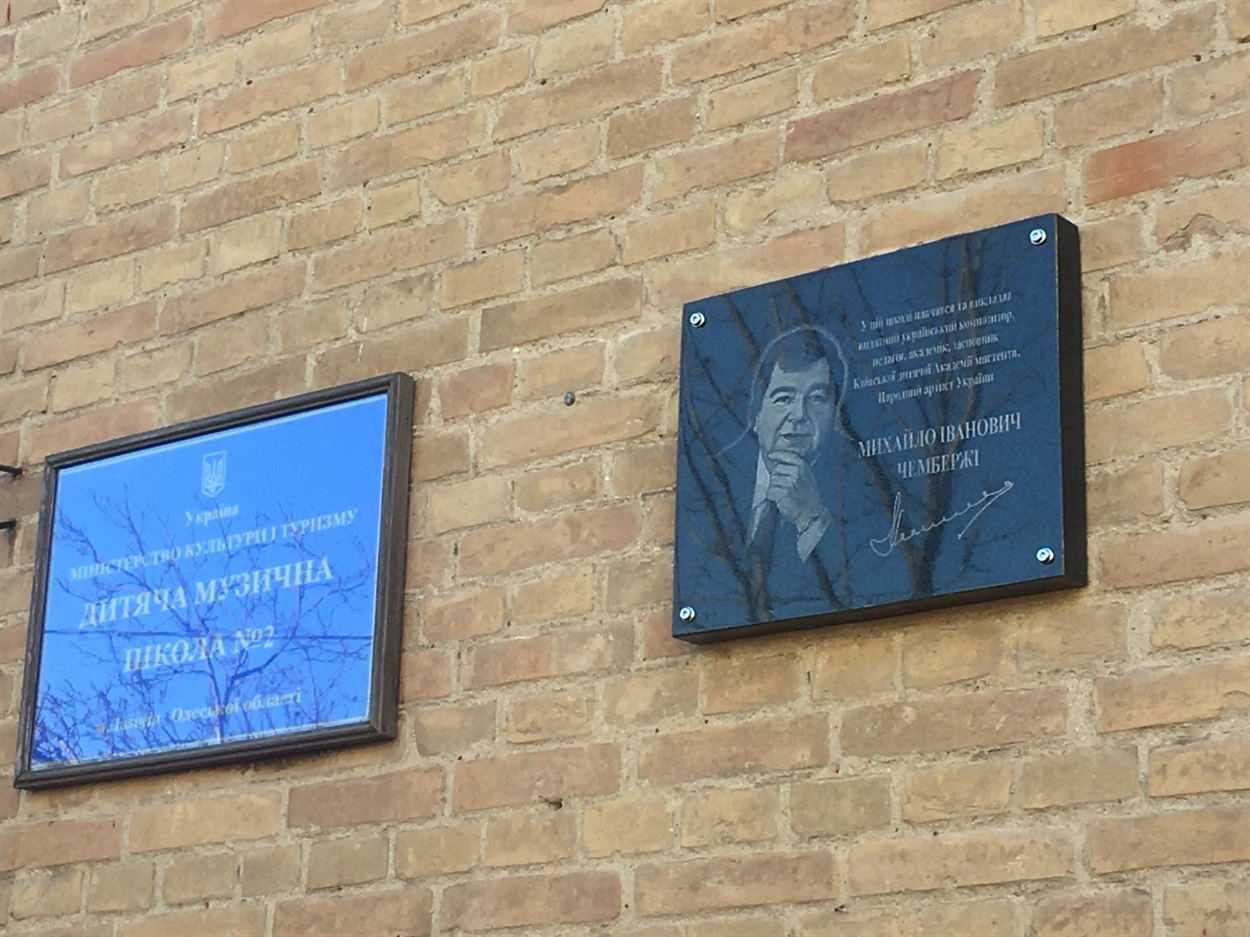 Україна
МІНІСТЕРСТВО КУЛЬТУРИ І ТУРИЗМУ
ДИТЯЧА МУЗИЧНА
ШКОЛА №2
м. Ізмаїл Одеської області
У цій школі навчався та викладав
видатний український композитор,
педагог, академік, засновник
Київської дитячої Академії мистецтв,
Народний артист України
МИХАЙЛО ІВАНОВИЧ
ЧЕМБЕРЖІ